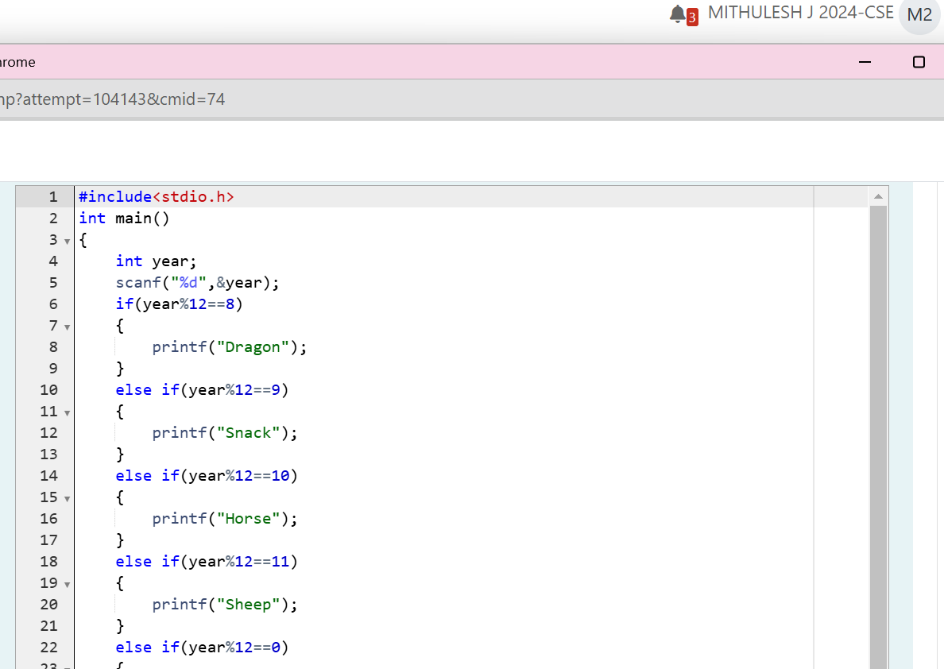 3 MITHULESH J 2024-CSE M2
hrome
np?attempt=104143&cmid=74
1 #include<stdio.h>
2 int main()
3 {
4 int year;
5 scanf("%d",&year);
6 if(year%12==8)
7 {
8 printf("Dragon");
9 }
10 else if(year%12==9)
11 {
12 printf("Snack");
13 }
14 else if(year%12==10)
15 {
16 printf("Horse");
17 }
18 else if(year%12==11)
19 {
20 printf("Sheep");
21 }
22 else if(year%12==0)
23 {